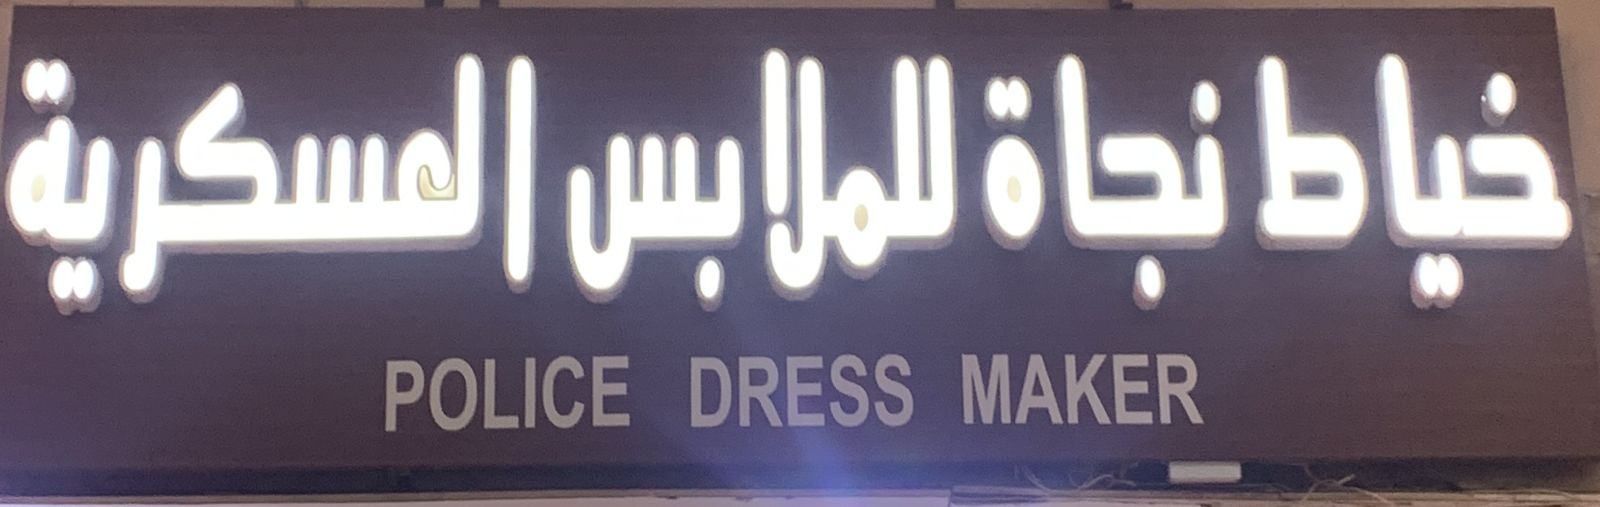 خياط نجاة للملابس العسكرية
POLICE DRESS MAKER